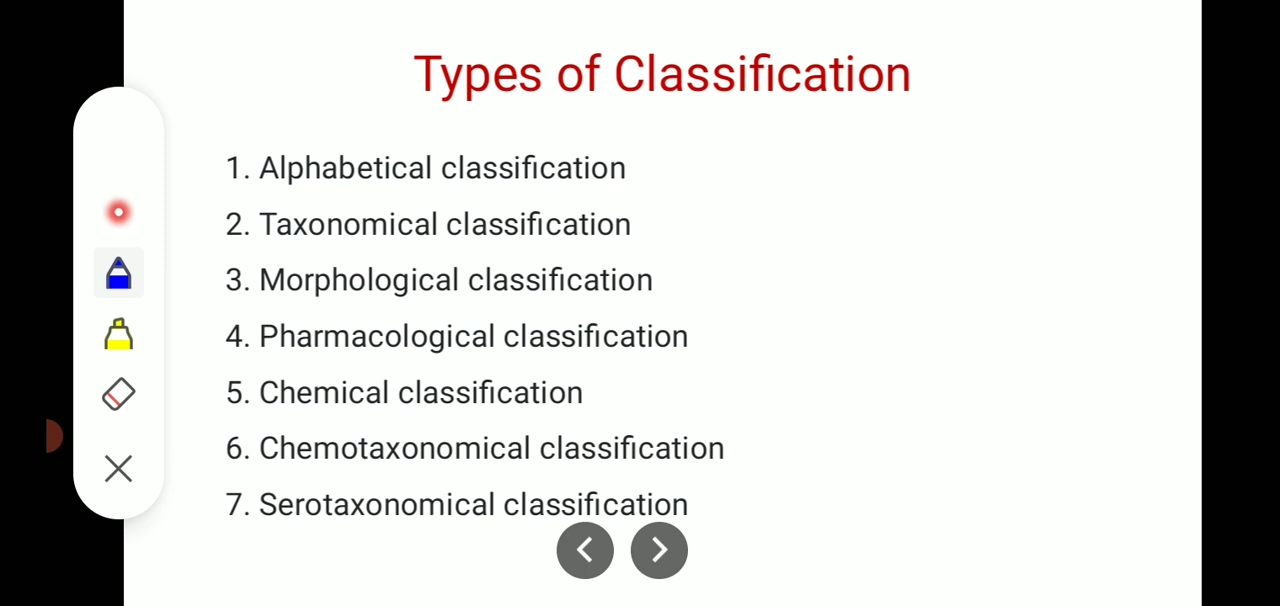 Types of Classification
1. Alphabetical classification
2. Taxonomical classification
3. Morphological classification
4. Pharmacological classification
5. Chemical classification
6. Chemotaxonomical classification
7. Serotaxonomical classification